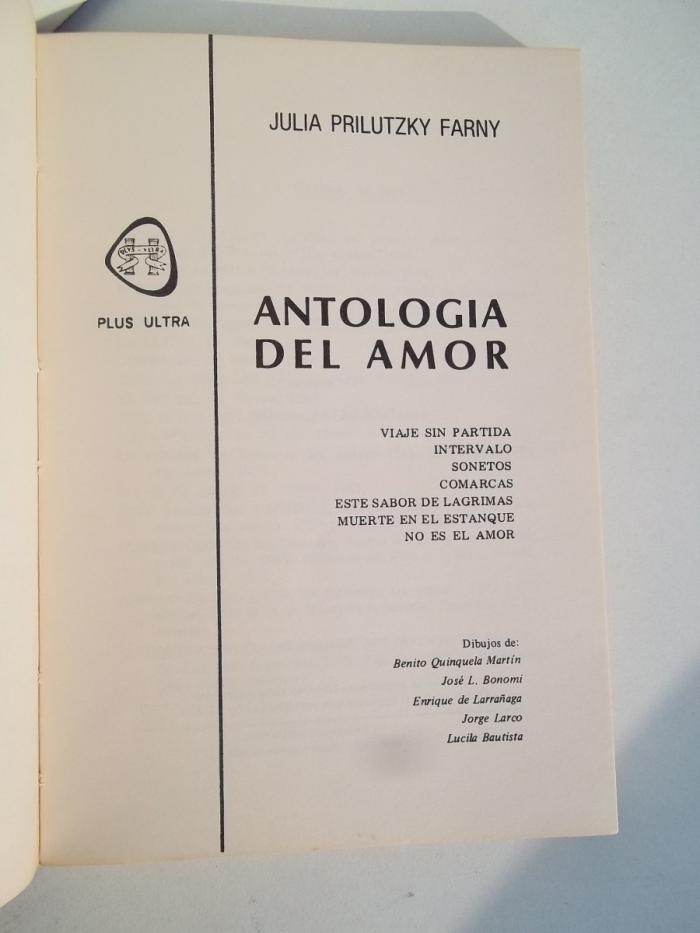 JULIA PRILUTZKY FARNY
PLUS ULTRA
PLUS ULTRA
ANTOLOGIA
DEL AMOR
VIAJE SIN PARTIDA
INTERVALO
SONETOS
COMARCAS
ESTE SABOR DE LAGRIMAS
MUERTE EN EL ESTANQUE
NO ES EL AMOR
Dibujos de:
Benito Quinquela Martín
José L. Bonomi
Enrique de Larrañaga
Jorge Larco
Lucila Bautista